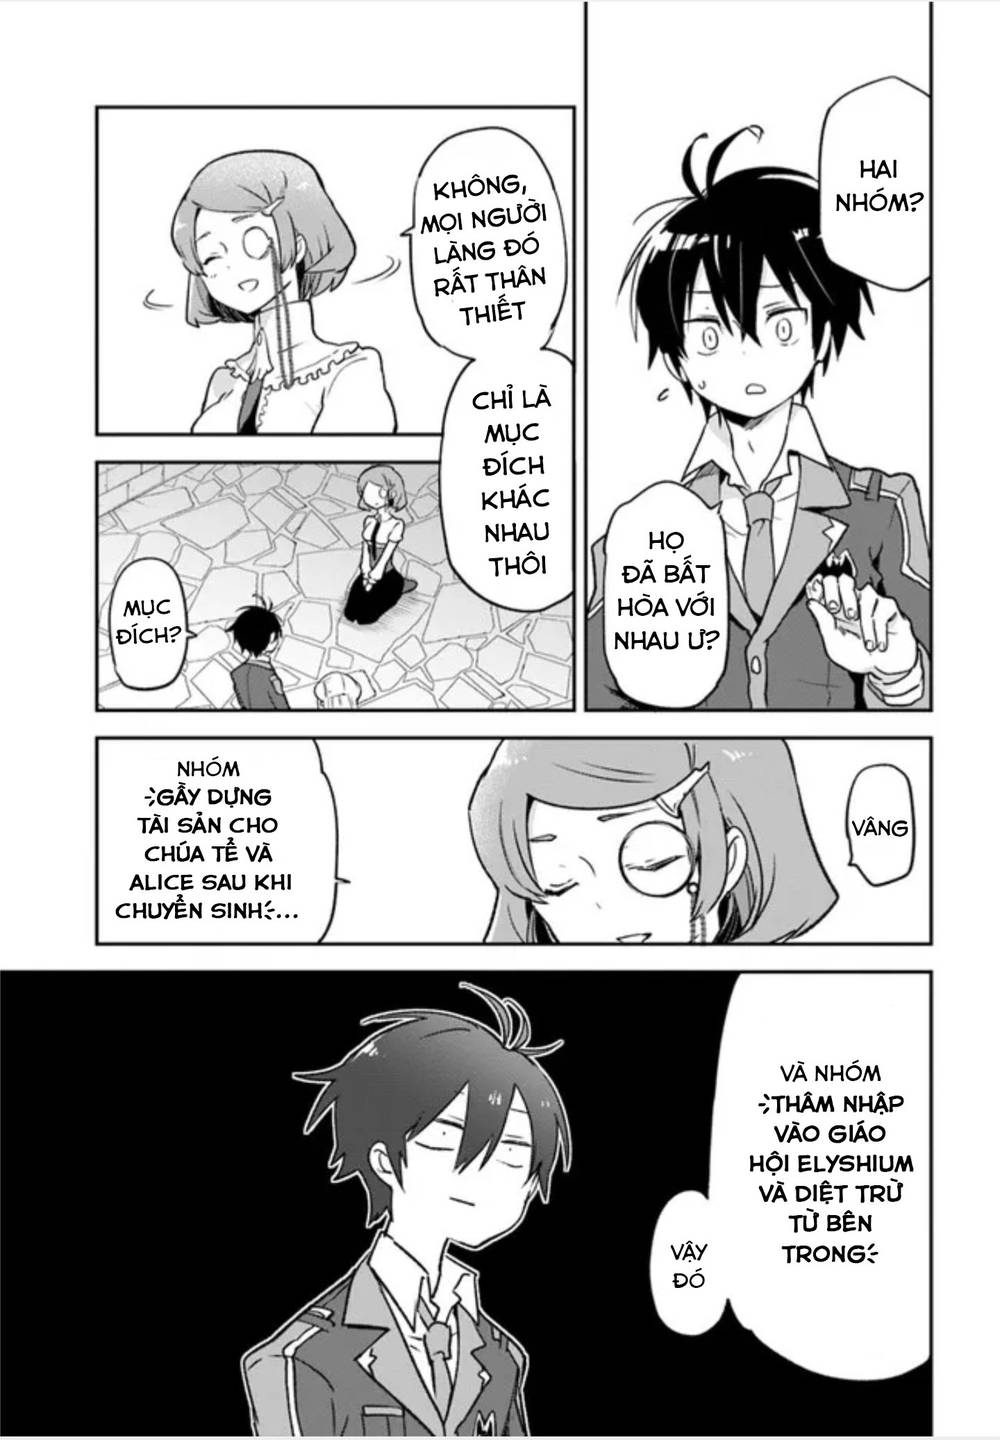 HAI
NHÓM?
HỌ
ĐÃ BẤT
HÒA VỚI
NHAU Ư?
KHÔNG,
MỌI NGƯỜI
LÀNG ĐÓ
RẤT THÂN
THIẾT
CHỈ LÀ
MỤC
ĐÍCH
KHÁC
NHAU
THÔI
MỤC
ĐÍCH?
VÂNG
NHÓM
GẦY DỰNG
TÀI SẢN CHO
CHÚA TỂ VÀ
ALICE SAU KHI
CHUYỂN SINH...
VÀ NHÓM
THÂM NHẬP
VÀO GIÁO
HỘI ELYSHIUM
VÀ DIỆT TRỪ
TỪ BÊN
TRONG
VẬY
ĐÓ